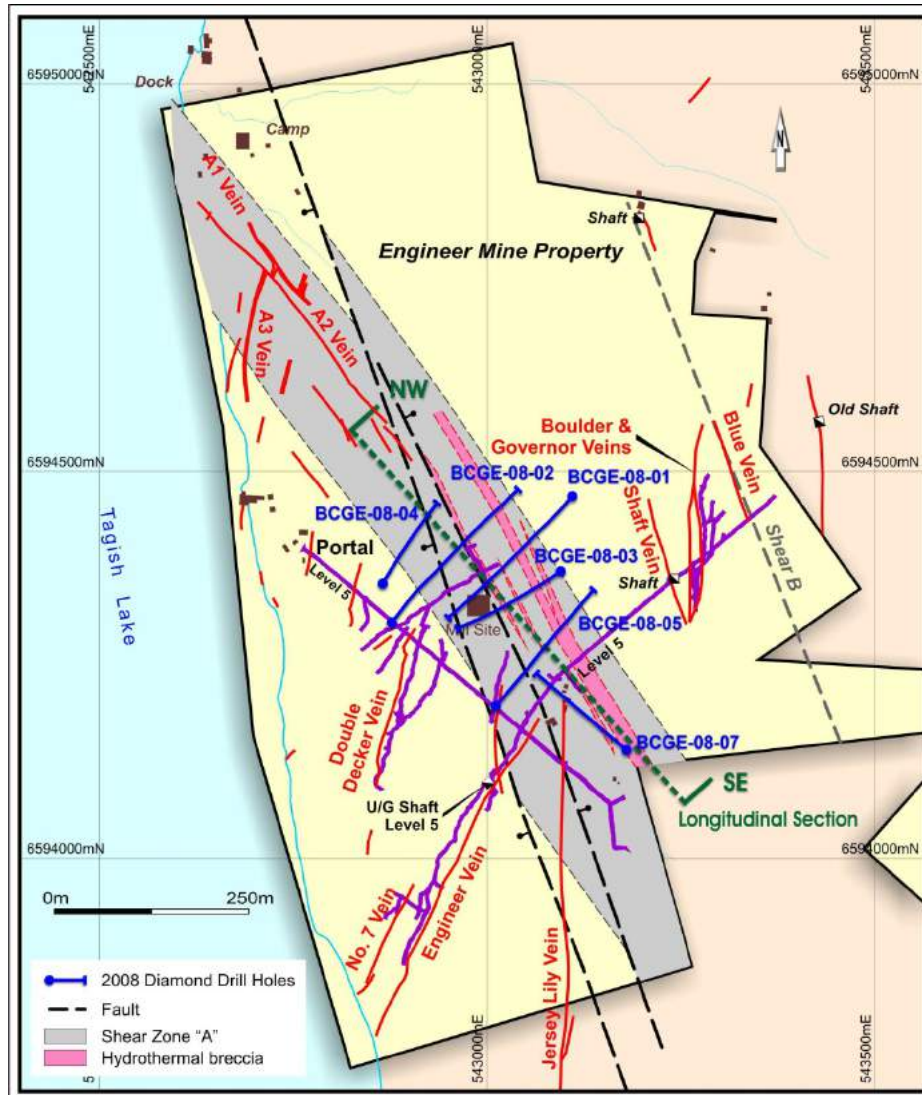 542500mE
543000mE
543500mE
6595000mN
6595000mN
Dock
Camp
N
A1 Vein
Shaft
Engineer Mine Property
A2 Vein
A3 Vein
NW
Old Shaft
Boulder &
Governor Veins
Blue Vein
6594500mN
6594500mN
BCGE-08-02
BCGE-08-01
BCGE-08-04
Shaft Vein
Tagish Lake
Portal
Level 5
BCGE-08-03
Shaft
Shear B
Mill Site
BCGE-08-05
Level 5
Double
Decker Vein
BCGE-08-07
SE
U/G Shaft
Level 5
Longitudinal Section
6594000mN
6594000mN
0m
250m
No. 7 Vein
Engineer Vein
Jersey Lily Vein
2008 Diamond Drill Holes
Fault
Shear Zone "A"
Hydrothermal breccia
5
543000mE
543500mE